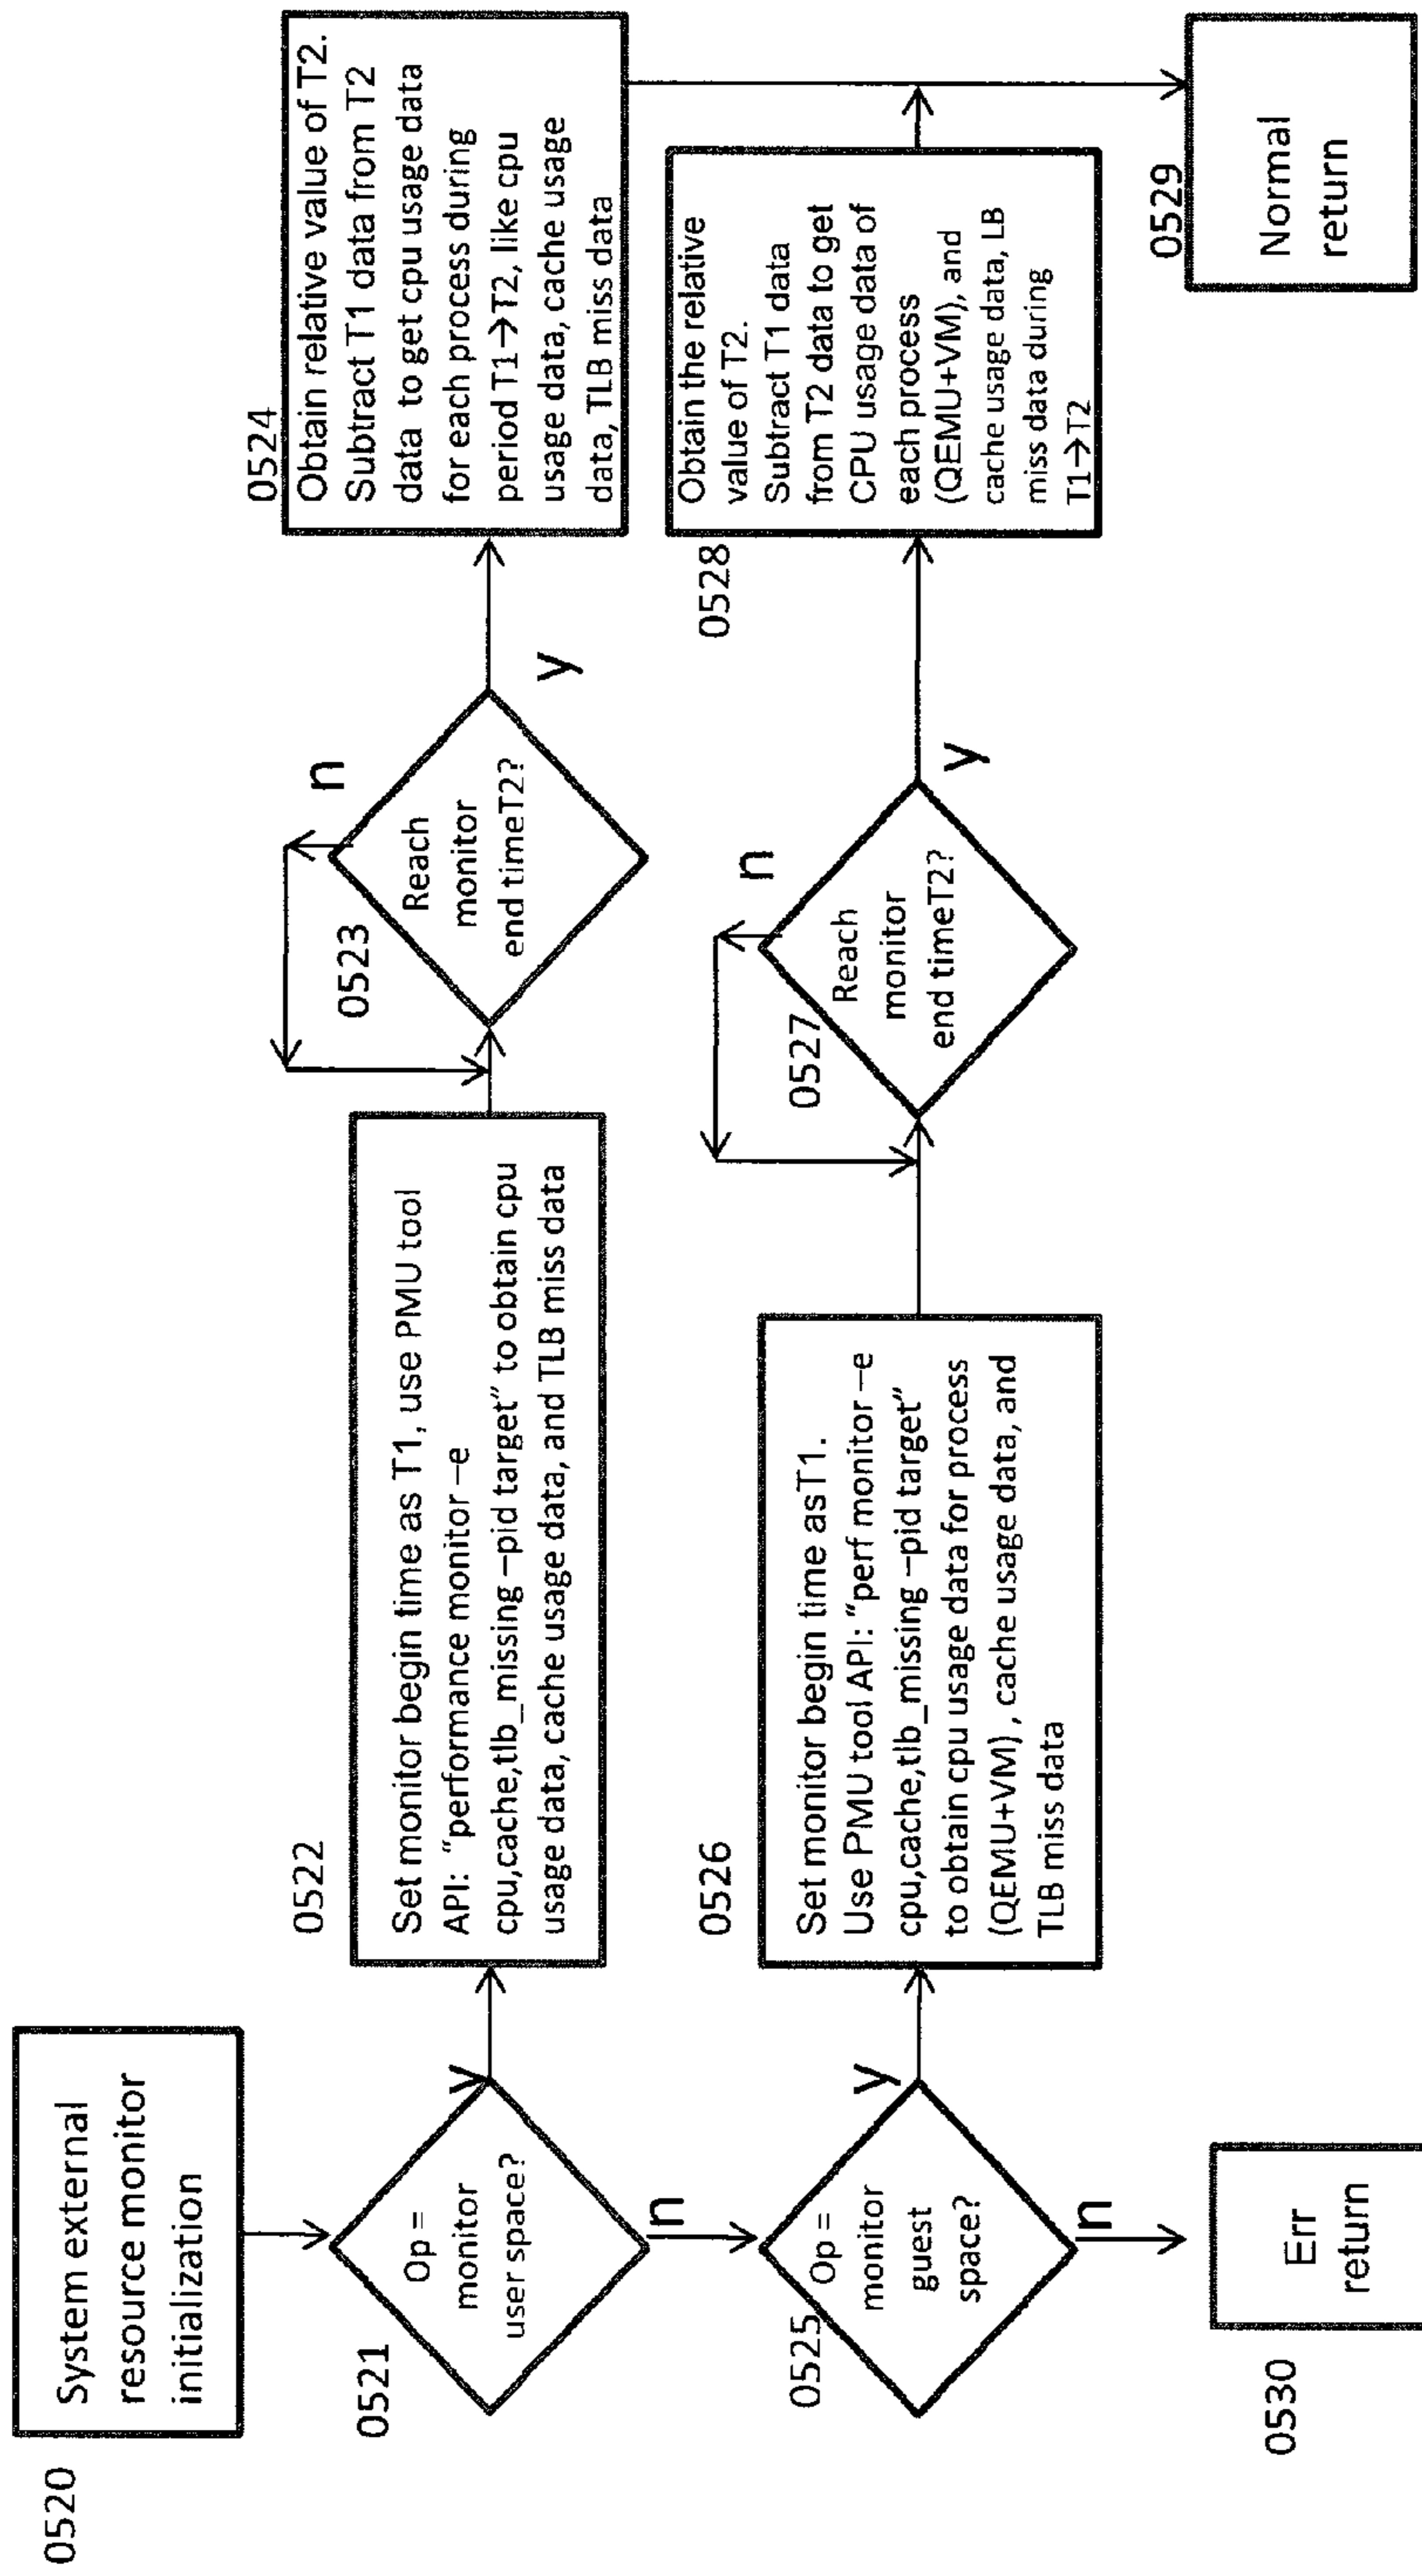 0520
System external
resource monitor
initialization
0521
Op =
monitor
user space?
y
n
0522
Set monitor begin time as T1, use PMU tool
API: “performance monitor –e
cpu,cache,tlb_missing –pid target” to obtain cpu
usage data, cache usage data, and TLB miss data
0523
Reach
monitor
end timeT2?
n
y
0524
Obtain relative value of T2.
Subtract T1 data from T2
data to get cpu usage data
for each process during
period T1→T2, like cpu
usage data, cache usage
data, TLB miss data
0525
Op =
monitor
guest
space?
y
n
0526
Set monitor begin time asT1.
Use PMU tool API: “perf monitor –e
cpu,cache,tlb_missing –pid target”
to obtain cpu usage data for process
(QEMU+VM) , cache usage data, and
TLB miss data
0527
Reach
monitor
end timeT2?
n
y
0528
Obtain the relative
value of T2.
Subtract T1 data
from T2 data to get
CPU usage data of
each process
(QEMU+VM), and
cache usage data, LB
miss data during
T1→T2
0529
Normal
return
0530
Err
return